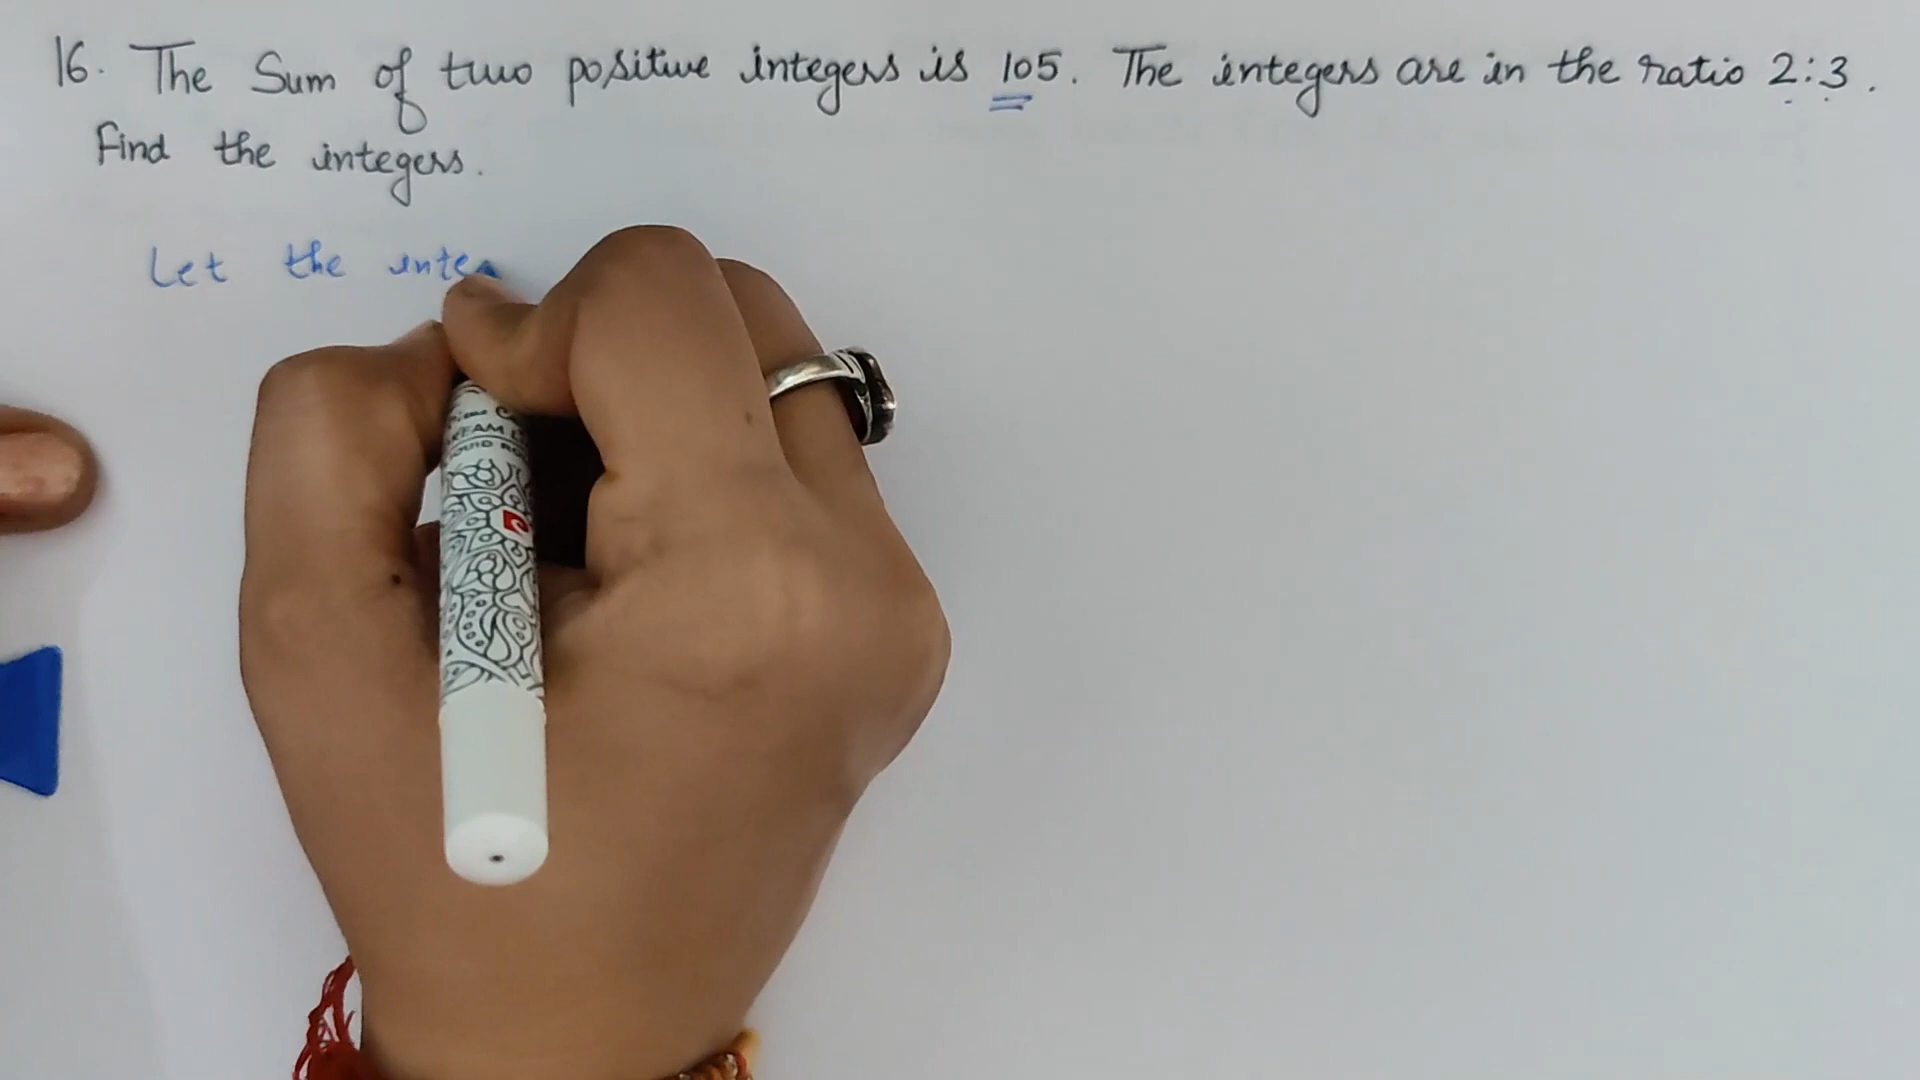 16. The Sum of two positive integers is 105. The integers are in the ratio 2:3.
Find the integers.
Let the inte